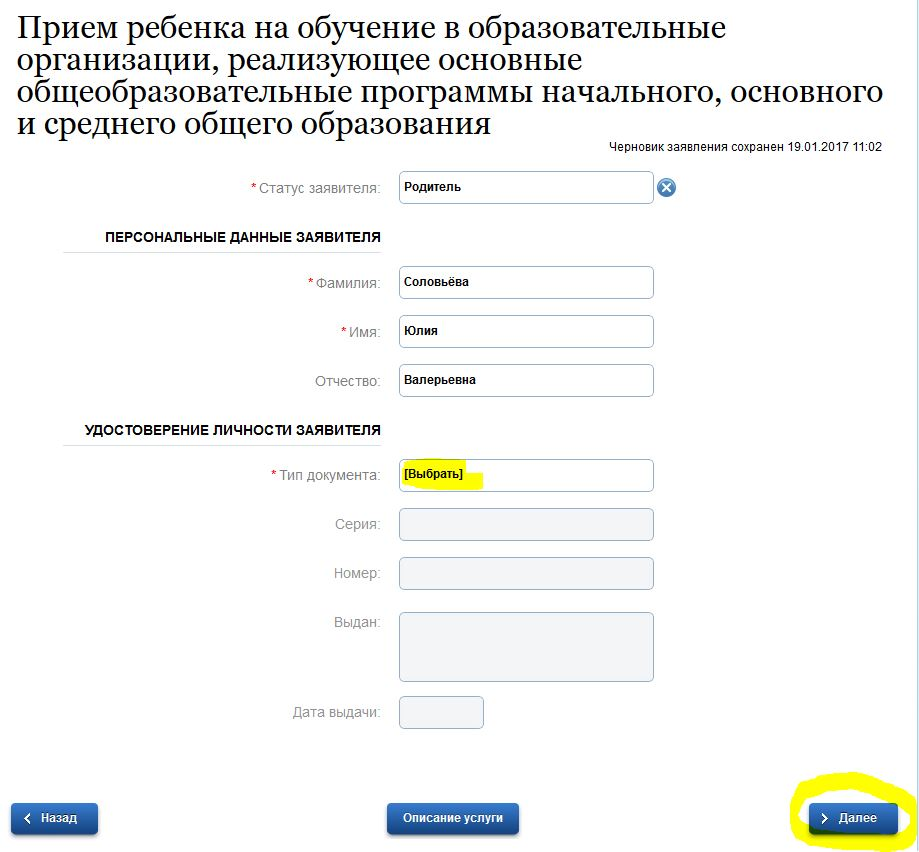 Прием ребенка на обучение в образовательные
организации, реализующее основные
общеобразовательные программы начального, основного
и среднего общего образования
Черновик заявления сохранен 19.01.2017 11:02
* Статус заявителя: Родитель
ПЕРСОНАЛЬНЫЕ ДАННЫЕ ЗАЯВИТЕЛЯ
* Фамилия: Соловьёва
* Имя: Юлия
Отчество: Валерьевна
УДОСТОВЕРЕНИЕ ЛИЧНОСТИ ЗАЯВИТЕЛЯ
* Тип документа: [Выбрать]
Серия:
Номер:
Выдан:
Дата выдачи:
Назад Описание услуги Далее